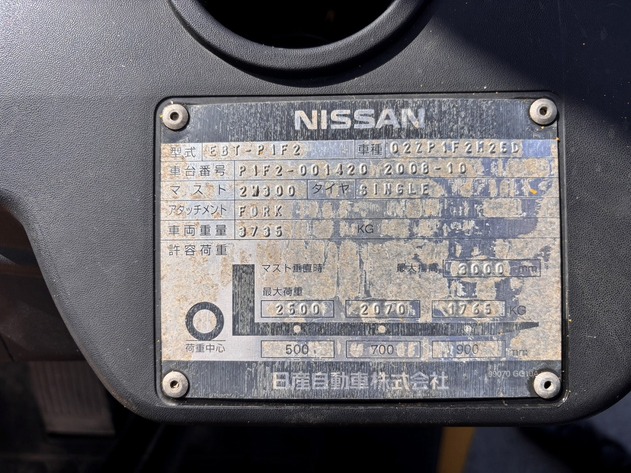 NISSAN
型式 EBT-P1F2 車種 02ZP1F2M25D
車台番号 P1F2-001420 2008-10
マスト 2W300 タイヤ SINGLE
アタッチメント FORK
車両重量 3735 KG
許容荷重
マスト垂直時 最大揚高 3000 mm
最大荷重
2500 2070 1765 KG
荷重中心 500 700 900 mm
日産自動車株式会社